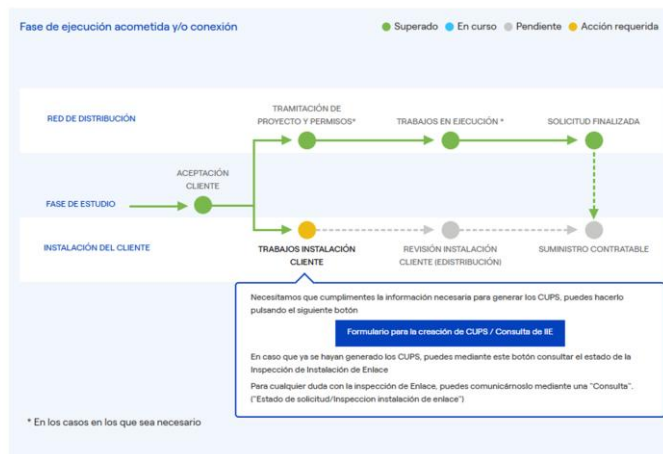 Fase de ejecución acometida y/o conexión
Superado
En curso
Pendiente
Acción requerida
RED DE DISTRIBUCIÓN
TRAMITACIÓN DE
PROYECTO Y PERMISOS*
TRABAJOS EN EJECUCIÓN *
SOLICITUD FINALIZADA
ACEPTACIÓN
CLIENTE
FASE DE ESTUDIO
INSTALACIÓN DEL CLIENTE
TRABAJOS INSTALACIÓN
CLIENTE
REVISIÓN INSTALACIÓN
CLIENTE (EDISTRIBUCIÓN)
SUMINISTRO CONTRATABLE
Necesitamos que cumplimentes la información necesaria para generar los CUPS, puedes hacerlo
pulsando el siguiente botón
Formulario para la creación de CUPS / Consulta de IIE
En caso que ya se hayan generado los CUPS, puedes mediante este botón consultar el estado de la
Inspección de Instalación de Enlace
Para cualquier duda con la inspección de Enlace, puedes comunicárnoslo mediante una "Consulta".
("Estado de solicitud/Inspeccion instalación de enlace")
* En los casos en los que sea necesario